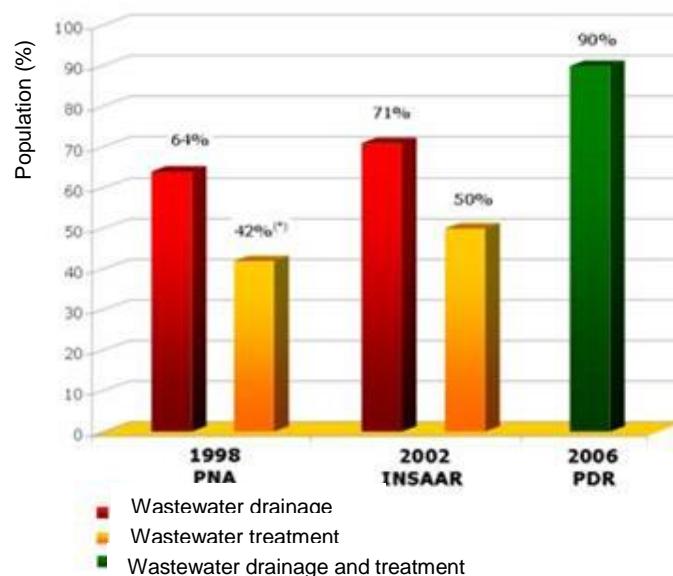 Population (%)
100
90
80
70
60
50
40
30
20
10
0
64%
42%(*)
71%
50%
90%
1998
PNA
2002
INSAAR
2006
PDR
Wastewater drainage
Wastewater treatment
Wastewater drainage and treatment